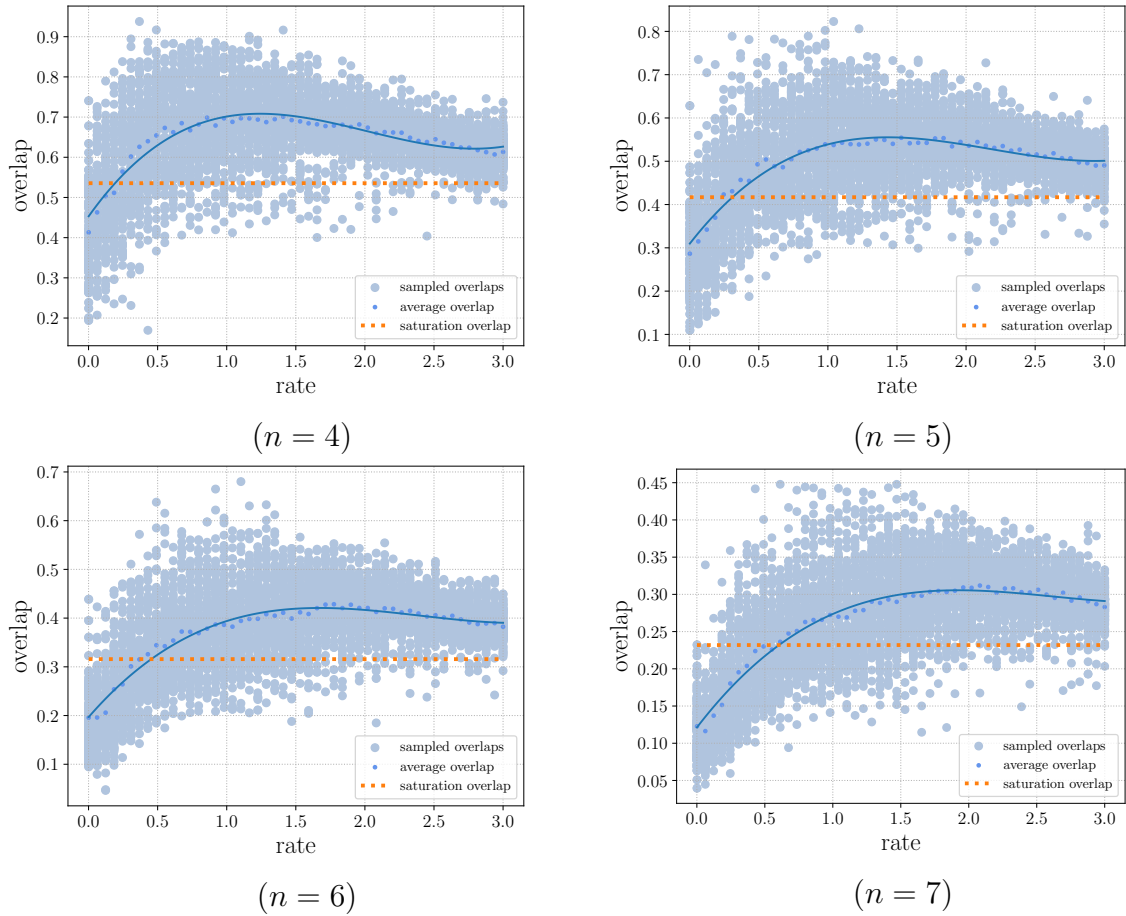 0.9
0.8
0.7
0.6
0.5
0.4
0.3
0.2
overlap
sampled overlaps
average overlap
saturation overlap
0.0 0.5 1.0 1.5 2.0 2.5 3.0
rate
(n = 4)
0.8
0.7
0.6
0.5
0.4
0.3
0.2
0.1
overlap
sampled overlaps
average overlap
saturation overlap
0.0 0.5 1.0 1.5 2.0 2.5 3.0
rate
(n = 5)
0.7
0.6
0.5
0.4
0.3
0.2
0.1
overlap
sampled overlaps
average overlap
saturation overlap
0.0 0.5 1.0 1.5 2.0 2.5 3.0
rate
(n = 6)
0.45
0.40
0.35
0.30
0.25
0.20
0.15
0.10
0.05
overlap
sampled overlaps
average overlap
saturation overlap
0.0 0.5 1.0 1.5 2.0 2.5 3.0
rate
(n = 7)